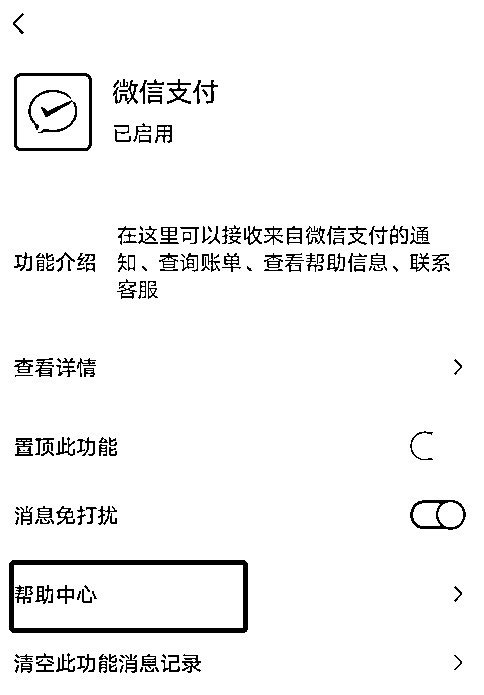 微信支付
已启用
功能介绍
在这里可以接收来自微信支付的通
知、查询账单、查看帮助信息、联系
客服
查看详情
置顶此功能
消息免打扰
帮助中心
清空此功能消息记录